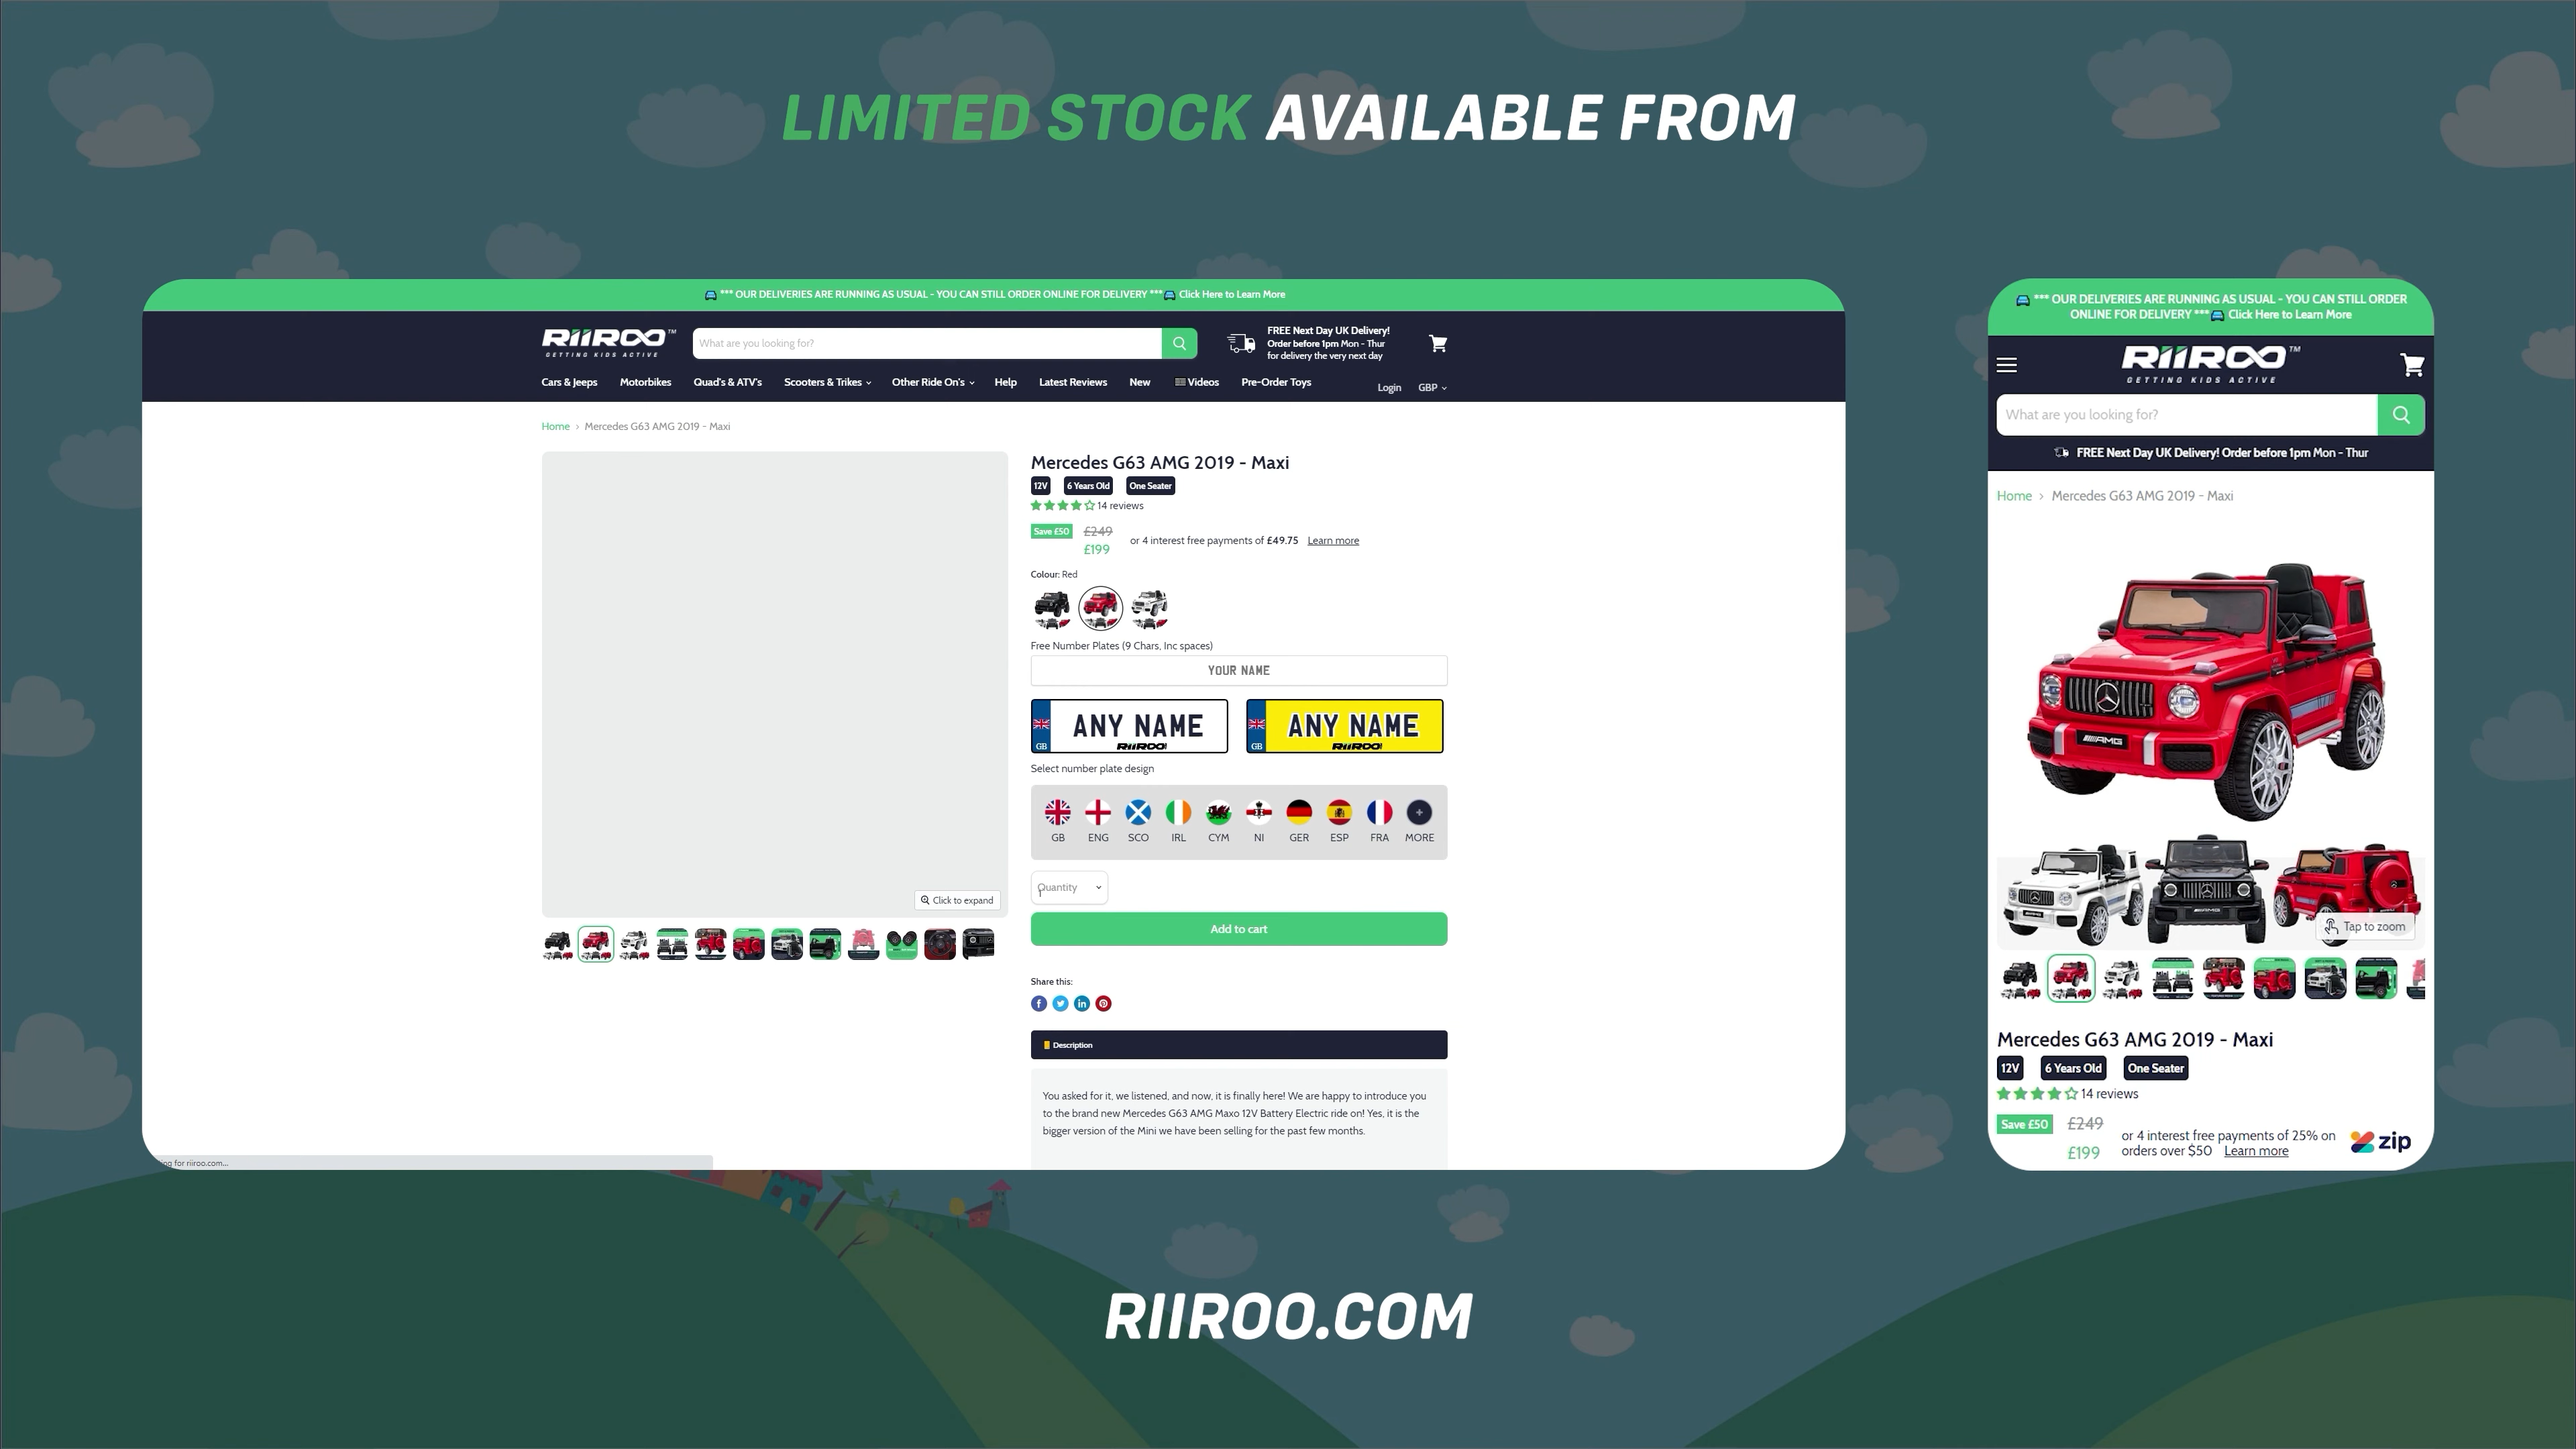 LIMITED STOCK AVAILABLE FROM
*** OUR DELIVERIES ARE RUNNING AS USUAL - YOU CAN STILL ORDER ONLINE FOR DELIVERY *** Click Here to Learn More
RiiROO™
GETTING KIDS ACTIVE
What are you looking for?
FREE Next Day UK Delivery!
Order before 1pm Mon - Thur
for delivery the very next day
Cars & Jeeps Motorbikes Quad's & ATV's Scooters & Trikes Other Ride On's Help Latest Reviews New Videos Pre-Order Toys
Login GBP
Home > Mercedes G63 AMG 2019 - Maxi
Click to expand
Mercedes G63 AMG 2019 - Maxi
12V 6 Years Old One Seater
14 reviews
Save £50 £249
£199
or 4 interest free payments of £49.75 Learn more
Colour: Red
Free Number Plates (9 Chars, Inc spaces)
YOUR NAME
GB ANY NAME RiiROO!
GB ANY NAME RiiROO!
Select number plate design
GB ENG SCO IRL CYM NI GER ESP FRA MORE
Quantity
1
Add to cart
Share this:
Description
You asked for it, we listened, and now, it is finally here! We are happy to introduce you
to the brand new Mercedes G63 AMG Maxo 12V Battery Electric ride on! Yes, it is the
bigger version of the Mini we have been selling for the past few months.
for riiroo.com...
*** OUR DELIVERIES ARE RUNNING AS USUAL - YOU CAN STILL ORDER
ONLINE FOR DELIVERY *** Click Here to Learn More
RiiROO™
GETTING KIDS ACTIVE
What are you looking for?
FREE Next Day UK Delivery! Order before 1pm Mon - Thur
Home > Mercedes G63 AMG 2019 - Maxi
AMG
Tap to zoom
Mercedes G63 AMG 2019 - Maxi
12V 6 Years Old One Seater
14 reviews
Save £50 £249
£199
or 4 interest free payments of 25% on
orders over $50 Learn more
zip
RIIROO.COM